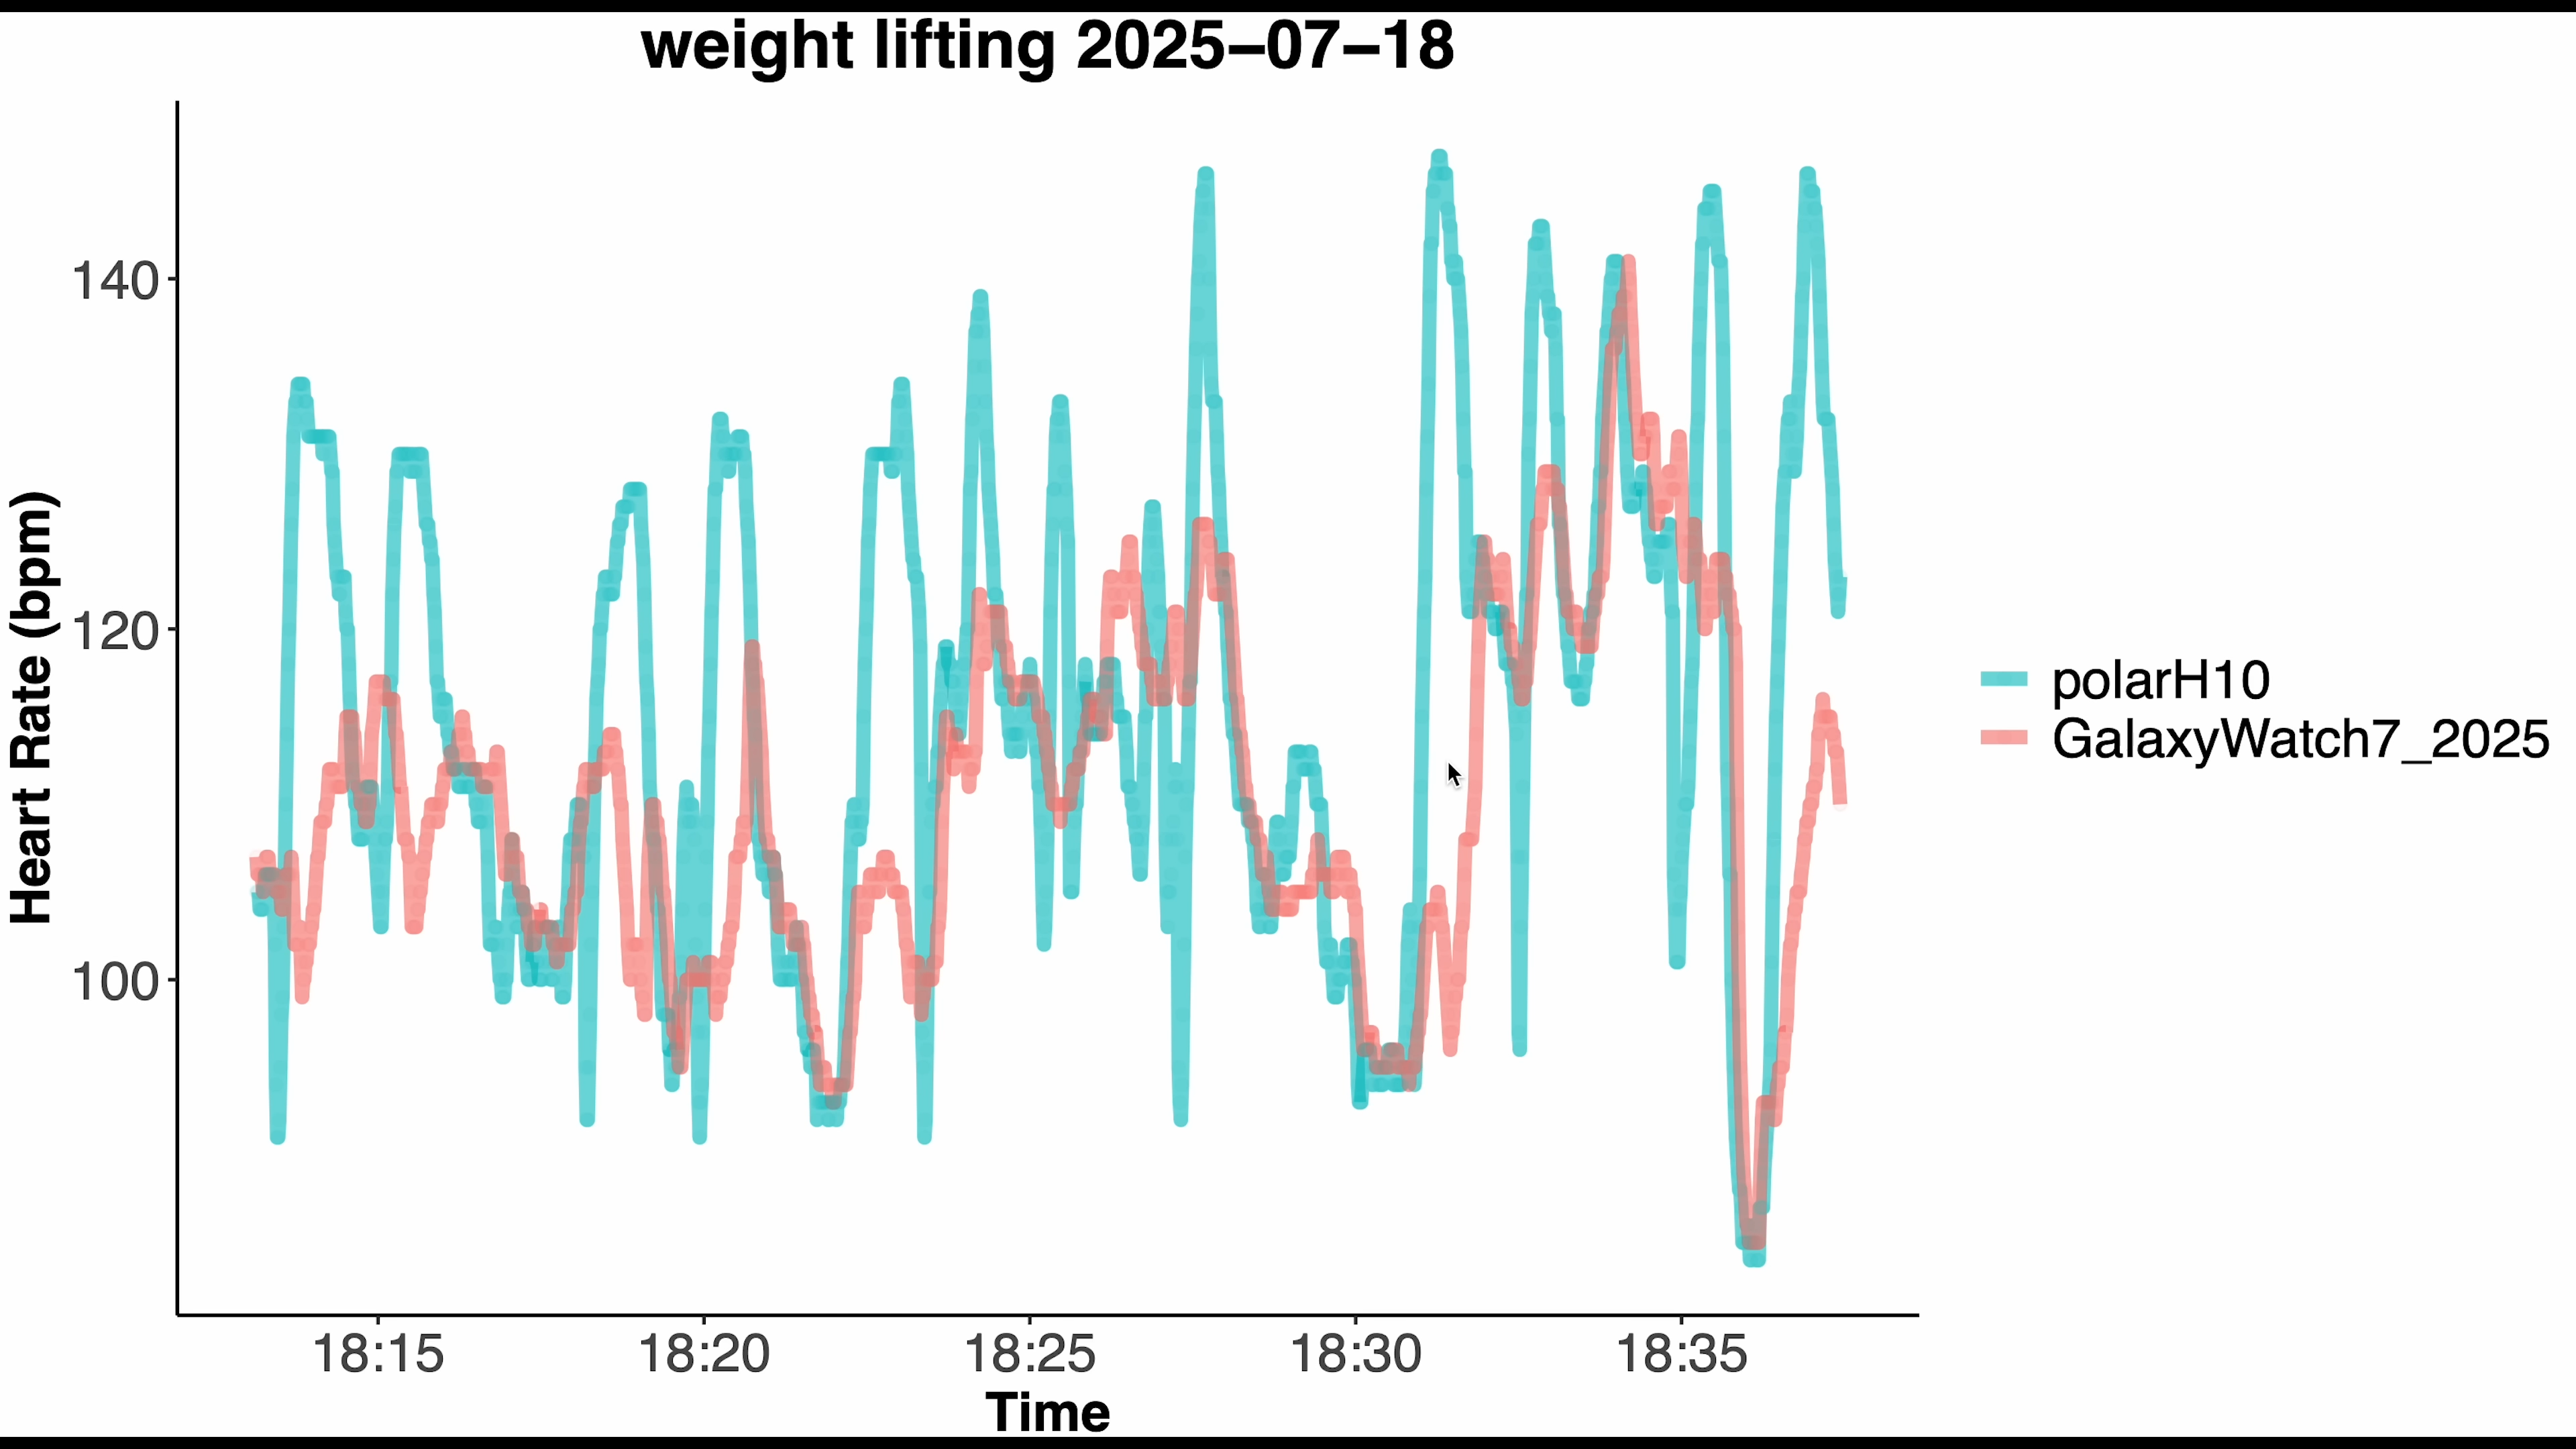 weight lifting 2025–07–18
Heart Rate (bpm)
140
120
100
18:15
18:20
18:25
18:30
18:35
Time
polarH10
GalaxyWatch7_2025